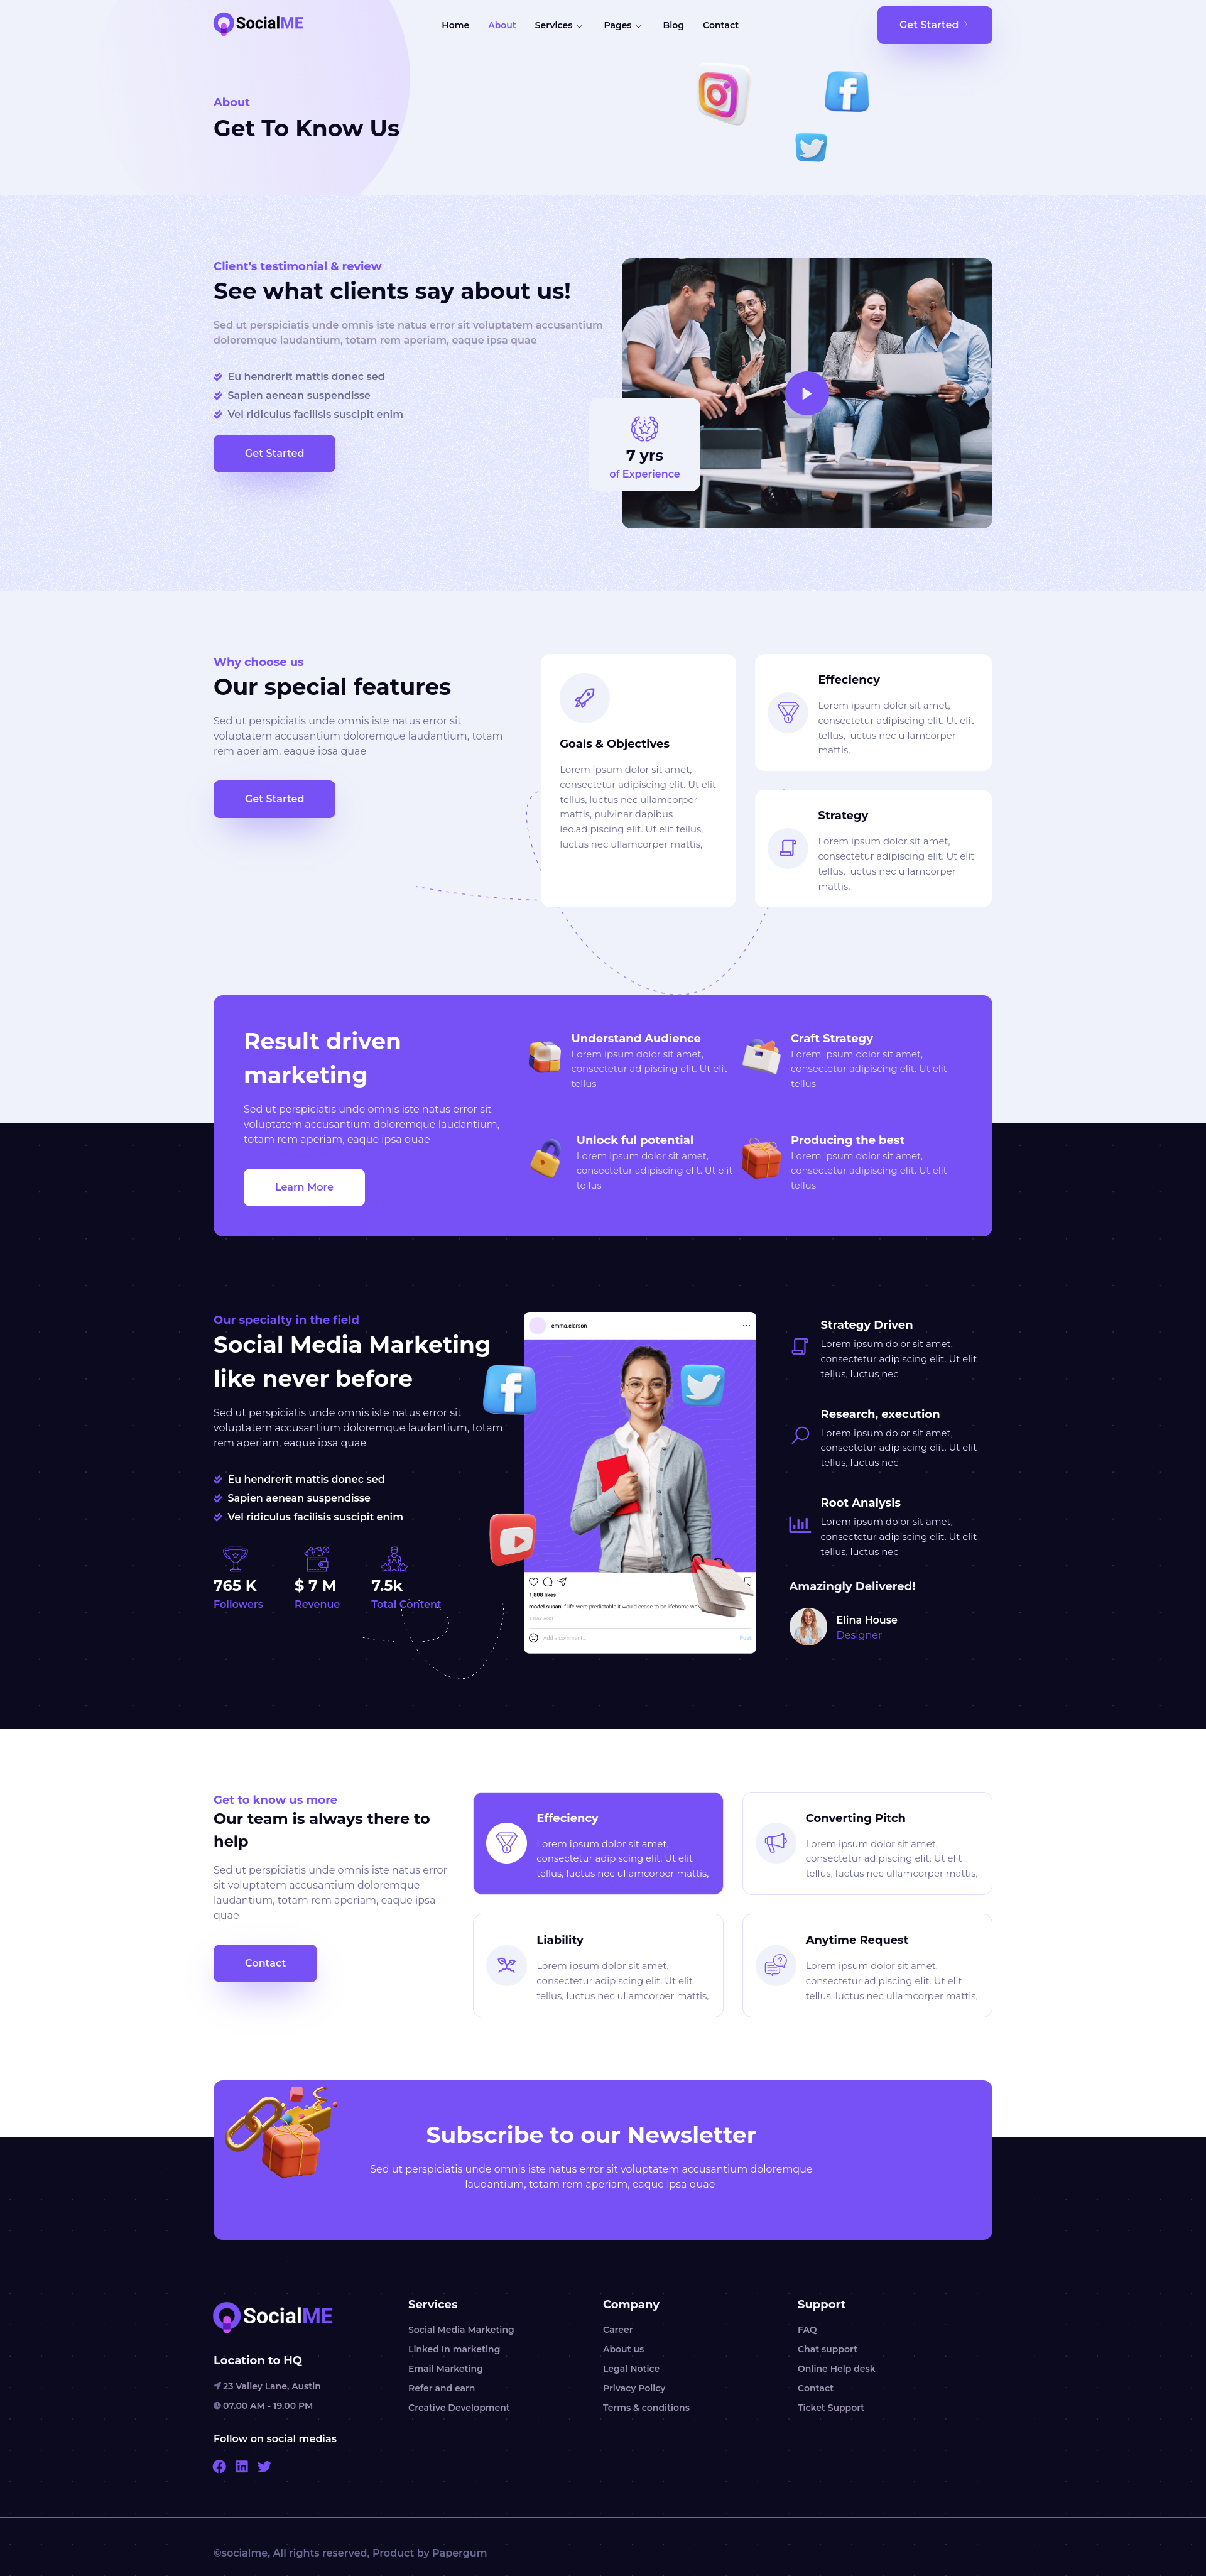 SocialME
Home
About
Services
Pages
Blog
Contact
Get Started
About
Get To Know Us
Client's testimonial & review
See what clients say about us!
Sed ut perspiciatis unde omnis iste natus error sit voluptatem accusantium
doloremque laudantium, totam rem aperiam, eaque ipsa quae
Eu hendrerit mattis donec sed
Sapien aenean suspendisse
Vel ridiculus facilisis suscipit enim
Get Started
7 yrs
of Experience
Why choose us
Our special features
Sed ut perspiciatis unde omnis iste natus error sit
voluptatem accusantium doloremque laudantium, totam
rem aperiam, eaque ipsa quae
Get Started
Goals & Objectives
Lorem ipsum dolor sit amet,
consectetur adipiscing elit. Ut elit
tellus, luctus nec ullamcorper
mattis, pulvinar dapibus
leo.adipiscing elit. Ut elit tellus,
luctus nec ullamcorper mattis,
Effeciency
Lorem ipsum dolor sit amet,
consectetur adipiscing elit. Ut elit
tellus, luctus nec ullamcorper
mattis,
Strategy
Lorem ipsum dolor sit amet,
consectetur adipiscing elit. Ut elit
tellus, luctus nec ullamcorper
mattis,
Result driven
marketing
Sed ut perspiciatis unde omnis iste natus error sit
voluptatem accusantium doloremque laudantium,
totam rem aperiam, eaque ipsa quae
Learn More
Understand Audience
Lorem ipsum dolor sit amet,
consectetur adipiscing elit. Ut elit
tellus
Craft Strategy
Lorem ipsum dolor sit amet,
consectetur adipiscing elit. Ut elit
tellus
Unlock ful potential
Lorem ipsum dolor sit amet,
consectetur adipiscing elit. Ut elit
tellus
Producing the best
Lorem ipsum dolor sit amet,
consectetur adipiscing elit. Ut elit
tellus
Our specialty in the field
Social Media Marketing
like never before
Sed ut perspiciatis unde omnis iste natus error sit
voluptatem accusantium doloremque laudantium, totam
rem aperiam, eaque ipsa quae
Eu hendrerit mattis donec sed
Sapien aenean suspendisse
Vel ridiculus facilisis suscipit enim
765 K
Followers
$ 7 M
Revenue
7.5k
Total Content
emma.clarson
1,808 likes
model.susan If life were predictable it would cease to be lifehome we
1 DAY AGO
Add a comment...
Post
Strategy Driven
Lorem ipsum dolor sit amet,
consectetur adipiscing elit. Ut elit
tellus, luctus nec
Research, execution
Lorem ipsum dolor sit amet,
consectetur adipiscing elit. Ut elit
tellus, luctus nec
Root Analysis
Lorem ipsum dolor sit amet,
consectetur adipiscing elit. Ut elit
tellus, luctus nec
Amazingly Delivered!
Elina House
Designer
Get to know us more
Our team is always there to
help
Sed ut perspiciatis unde omnis iste natus error
sit voluptatem accusantium doloremque
laudantium, totam rem aperiam, eaque ipsa
quae
Contact
Effeciency
Lorem ipsum dolor sit amet,
consectetur adipiscing elit. Ut elit
tellus, luctus nec ullamcorper mattis,
Converting Pitch
Lorem ipsum dolor sit amet,
consectetur adipiscing elit. Ut elit
tellus, luctus nec ullamcorper mattis,
Liability
Lorem ipsum dolor sit amet,
consectetur adipiscing elit. Ut elit
tellus, luctus nec ullamcorper mattis,
Anytime Request
Lorem ipsum dolor sit amet,
consectetur adipiscing elit. Ut elit
tellus, luctus nec ullamcorper mattis,
Subscribe to our Newsletter
Sed ut perspiciatis unde omnis iste natus error sit voluptatem accusantium doloremque
laudantium, totam rem aperiam, eaque ipsa quae
SocialME
Location to HQ
23 Valley Lane, Austin
07.00 AM - 19.00 PM
Follow on social medias
Services
Social Media Marketing
Linked In marketing
Email Marketing
Refer and earn
Creative Development
Company
Career
About us
Legal Notice
Privacy Policy
Terms & conditions
Support
FAQ
Chat support
Online Help desk
Contact
Ticket Support
©socialme, All rights reserved, Product by Papergum